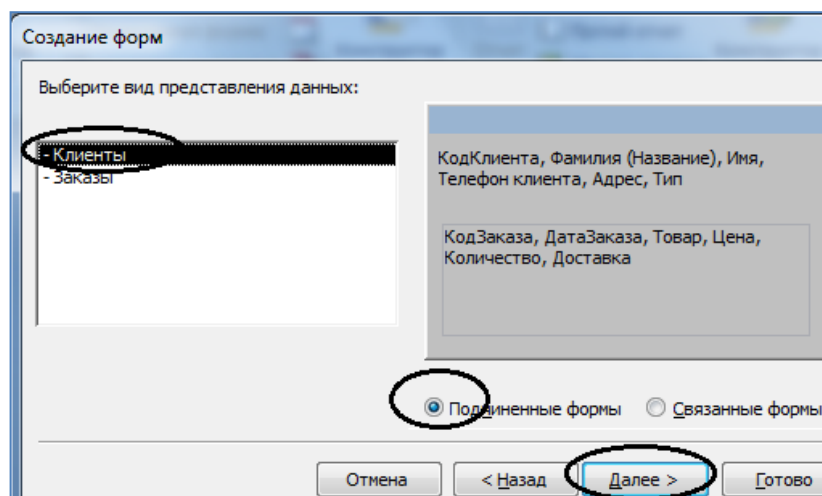 Создание форм
Выберите вид представления данных:
- Клиенты
- Заказы
КодКлиента, Фамилия (Название), Имя,
Телефон клиента, Адрес, Тип
КодЗаказа, ДатаЗаказа, Товар, Цена,
Количество, Доставка
Подчиненные формы
Связанные формы
Отмена
< Назад
Далее >
Готово